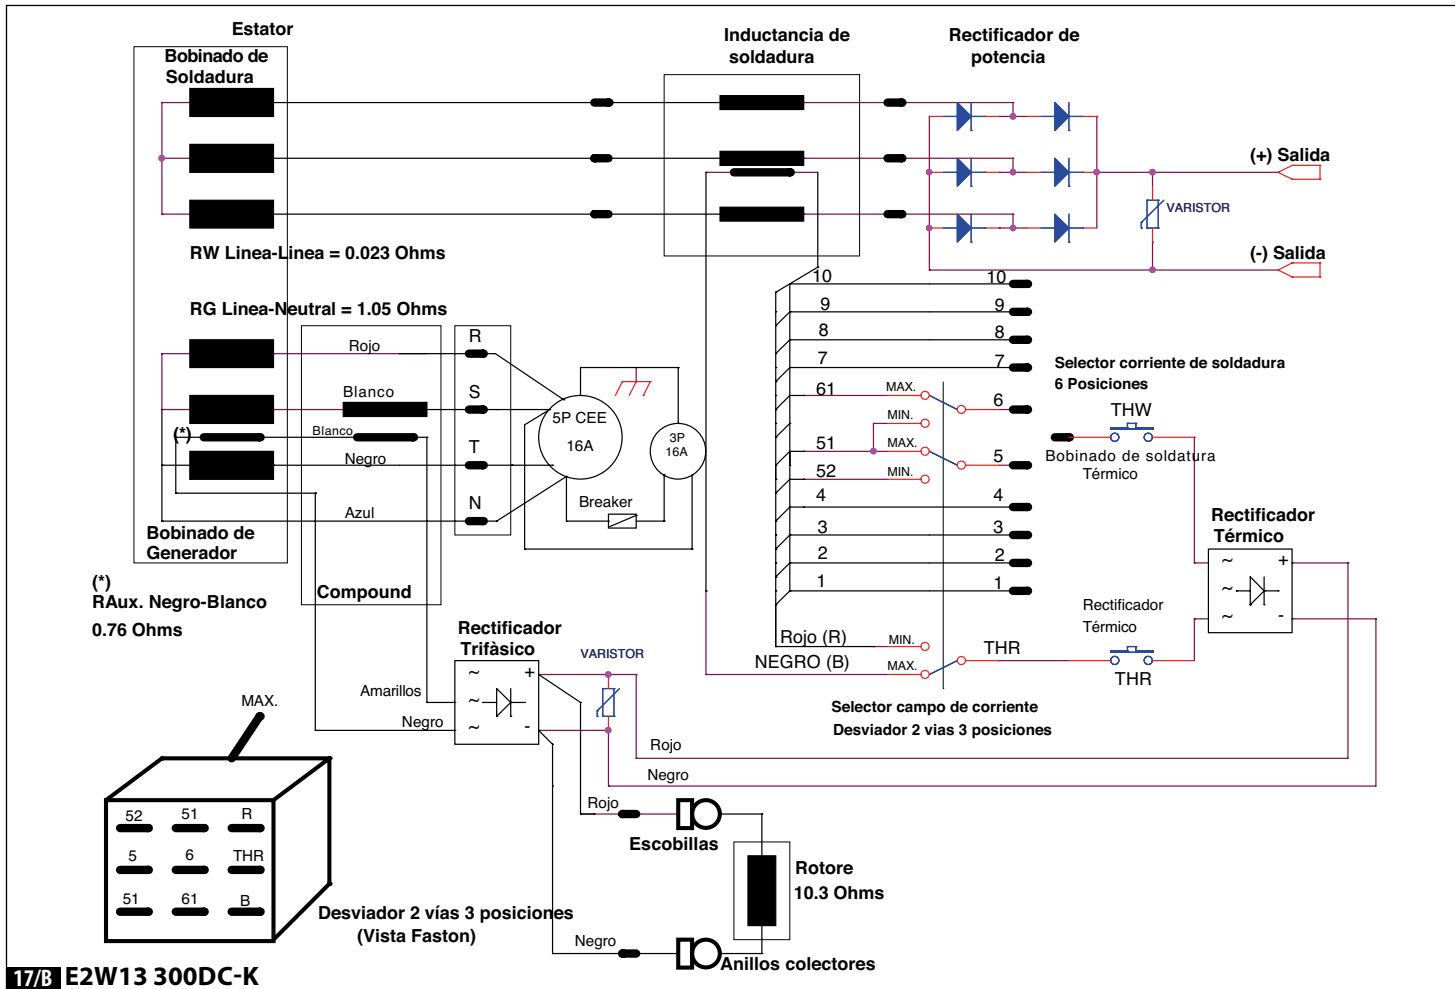 Estator
Bobinado de
Soldadura
Inductancia de
soldadura
Rectificador de
potencia
(+) Salida
VARISTOR
(-) Salida
RW Linea-Linea = 0.023 Ohms
RG Linea-Neutral = 1.05 Ohms
Rojo
R
Blanco
S
(*)
Blanco
T
Negro
N
Azul
5P CEE
16A
3P
16A
Breaker
Bobinado de
Generador
Compound
(*)
RAux. Negro-Blanco
0.76 Ohms
10
10
9
9
8
8
7
7
61
MAX.
6
MIN.
51
MAX.
5
52
MIN.
4
4
3
3
2
2
1
1
Selector corriente de soldadura
6 Posiciones
THW
Bobinado de soldatura
Térmico
Rectificador
Térmico
~
+
~
~
-
Rectificador
Térmico
THR
Rojo (R)
MIN.
NEGRO (B)
MAX.
THR
Selector campo de corriente
Desviador 2 vias 3 posiciones
Rectificador
Trifàsico
VARISTOR
~
+
Amarillos
~
Negro
~
-
Rojo
Negro
Rojo
Escobillas
Rotore
10.3 Ohms
Negro
Anillos colectores
MAX.
52
51
R
5
6
THR
51
61
B
Desviador 2 vías 3 posiciones
(Vista Faston)
17/B E2W13 300DC-K